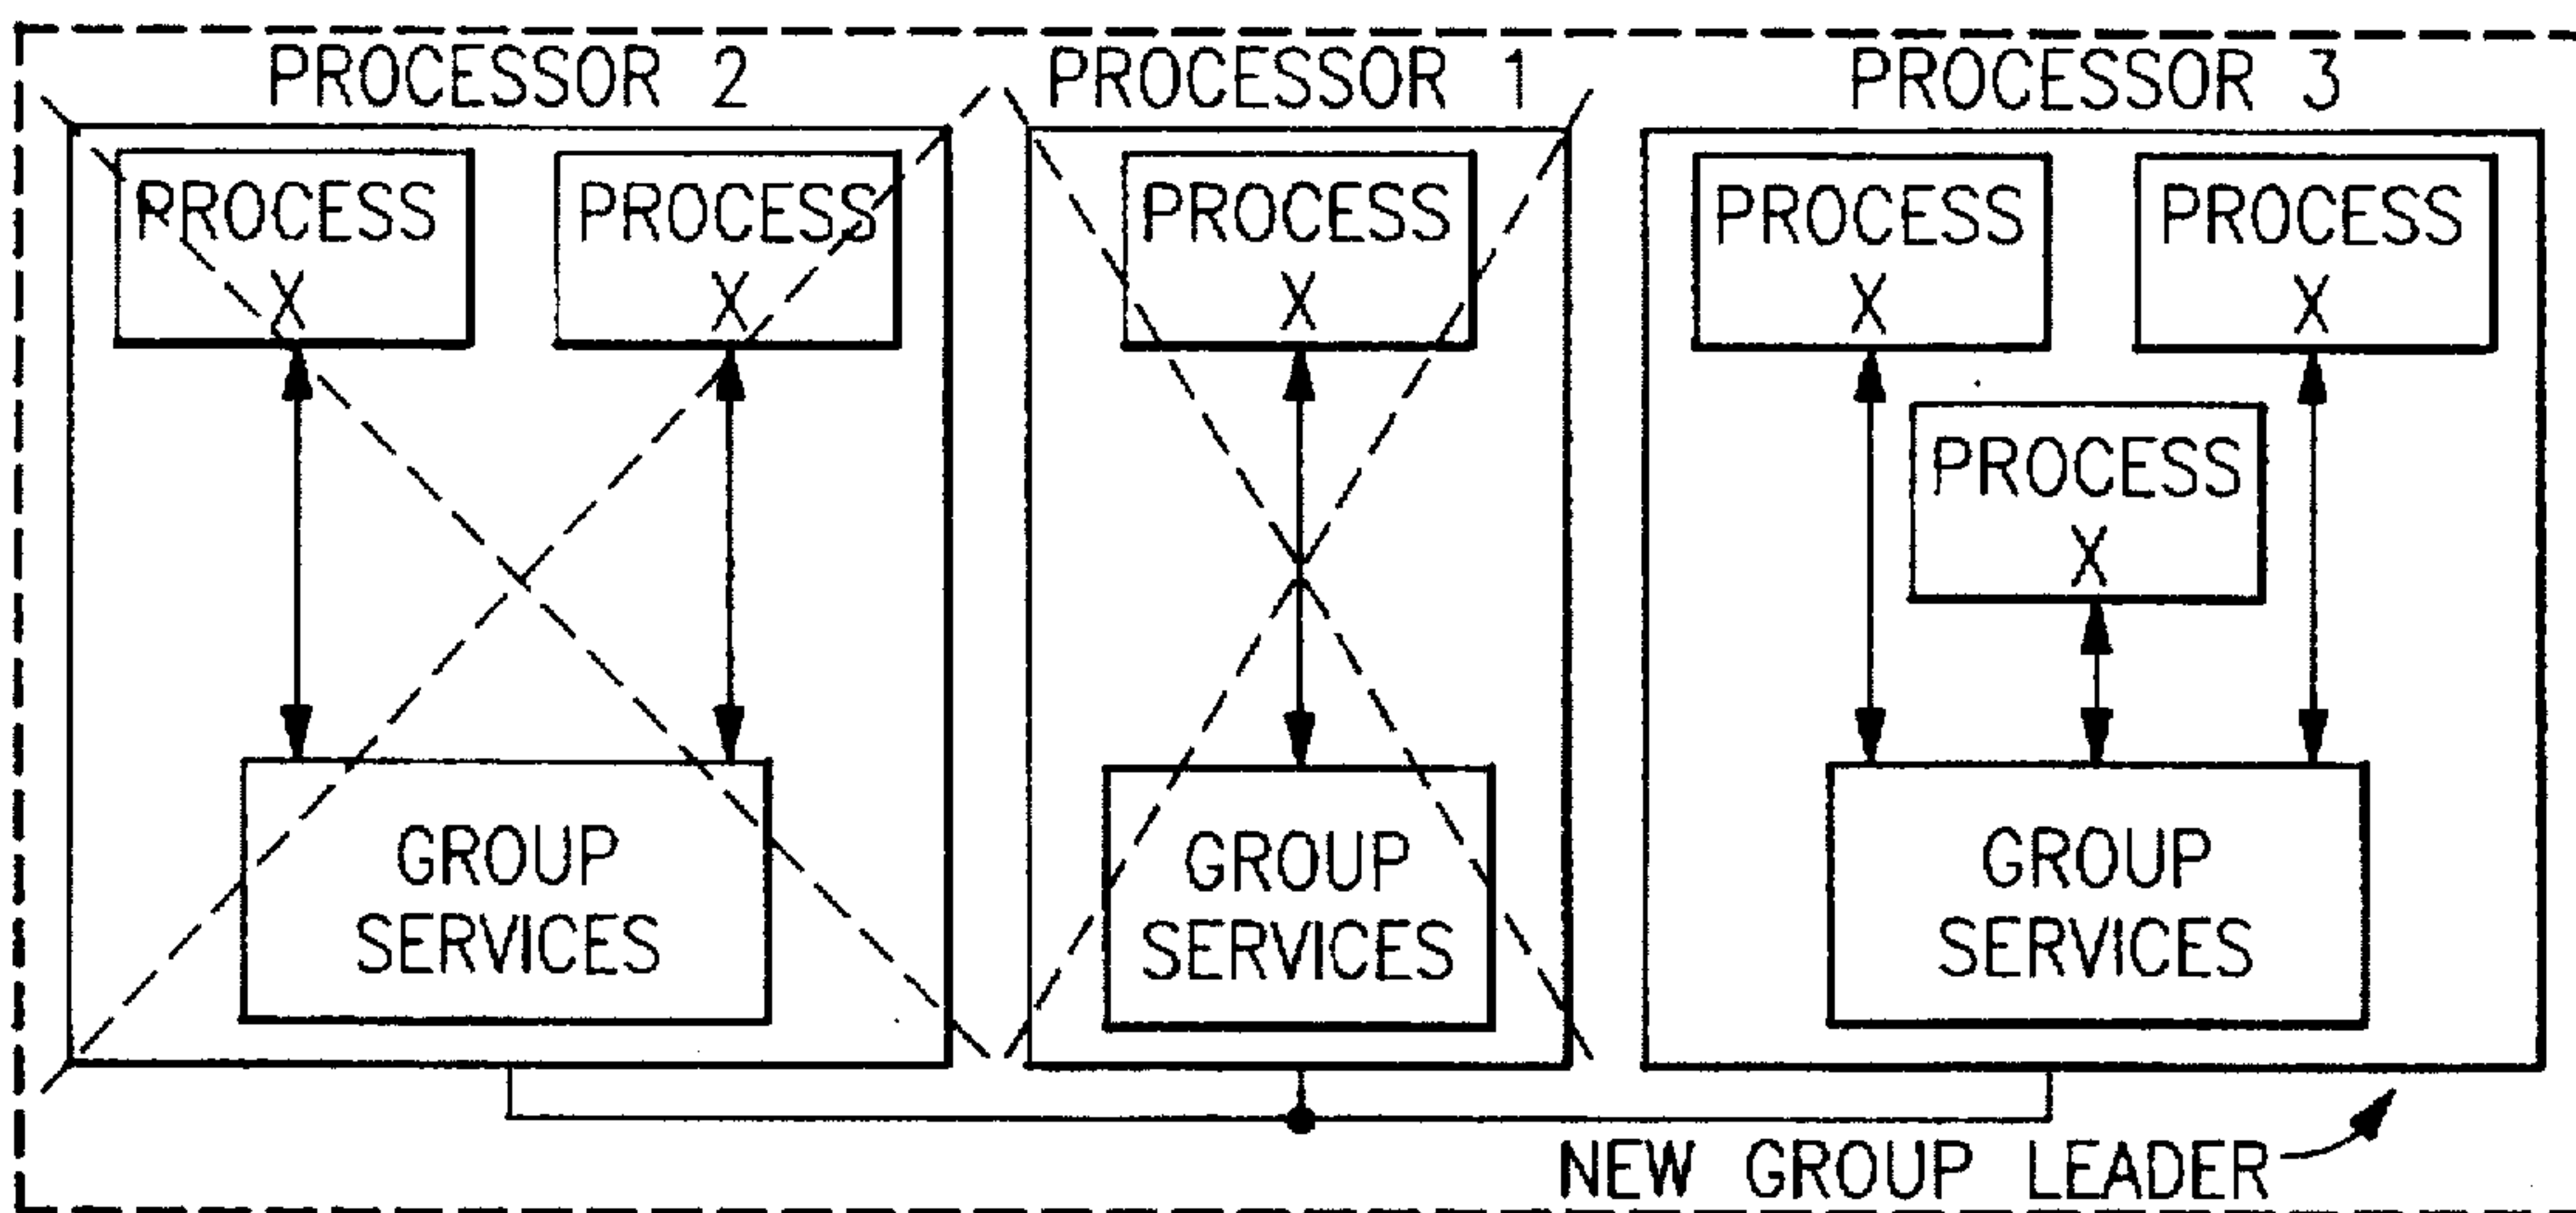 PROCESSOR 2
PROCESSOR 1
PROCESSOR 3
PROCESS
X
PROCESS
X
PROCESS
X
PROCESS
X
PROCESS
X
PROCESS
X
GROUP
SERVICES
GROUP
SERVICES
GROUP
SERVICES
NEW GROUP LEADER